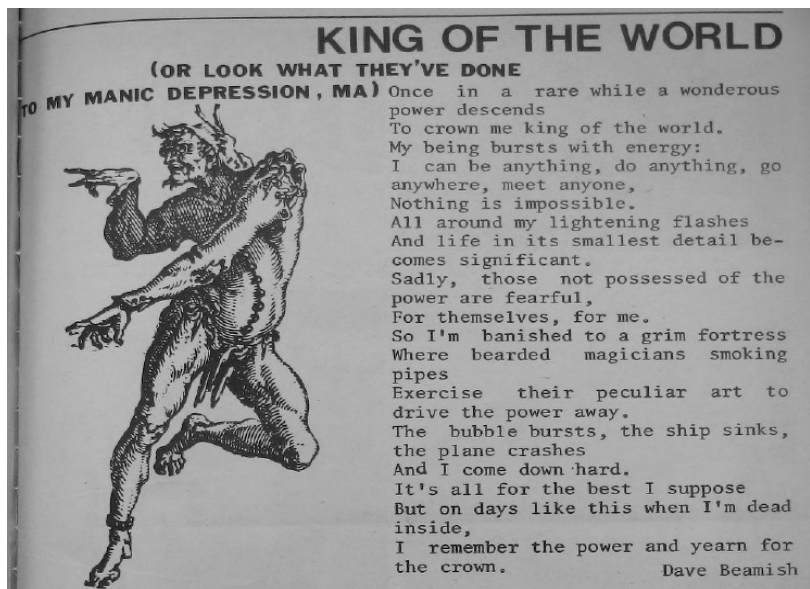 KING OF THE WORLD
(OR LOOK WHAT THEY'VE DONE
TO MY MANIC DEPRESSION, MA)
Once in a rare while a wonderous
power descends
To crown me king of the world.
My being bursts with energy:
I can be anything, do anything, go
anywhere, meet anyone,
Nothing is impossible.
All around my lightening flashes
And life in its smallest detail be-
comes significant.
Sadly, those not possessed of the
power are fearful,
For themselves, for me.
So I'm banished to a grim fortress
Where bearded magicians smoking
pipes
Exercise their peculiar art to
drive the power away.
The bubble bursts, the ship sinks,
the plane crashes
And I come down hard.
It's all for the best I suppose
But on days like this when I'm dead
inside,
I remember the power and yearn for
the crown.
Dave Beamish